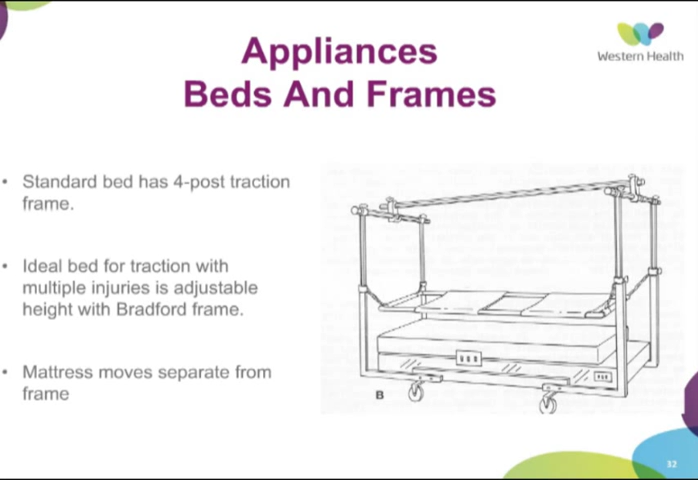 Appliances
Beds And Frames
Western Health
• Standard bed has 4-post traction
frame.
• Ideal bed for traction with
multiple injuries is adjustable
height with Bradford frame.
• Mattress moves separate from
frame
B
32